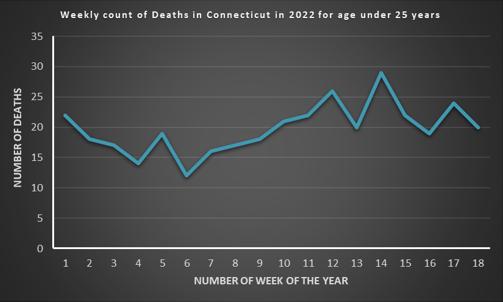 Weekly count of Deaths in Connecticut in 2022 for age under 25 years
35
30
25
20
15
10
5
0
NUMBER OF DEATHS
1 2 3 4 5 6 7 8 9 10 11 12 13 14 15 16 17 18
NUMBER OF WEEK OF THE YEAR